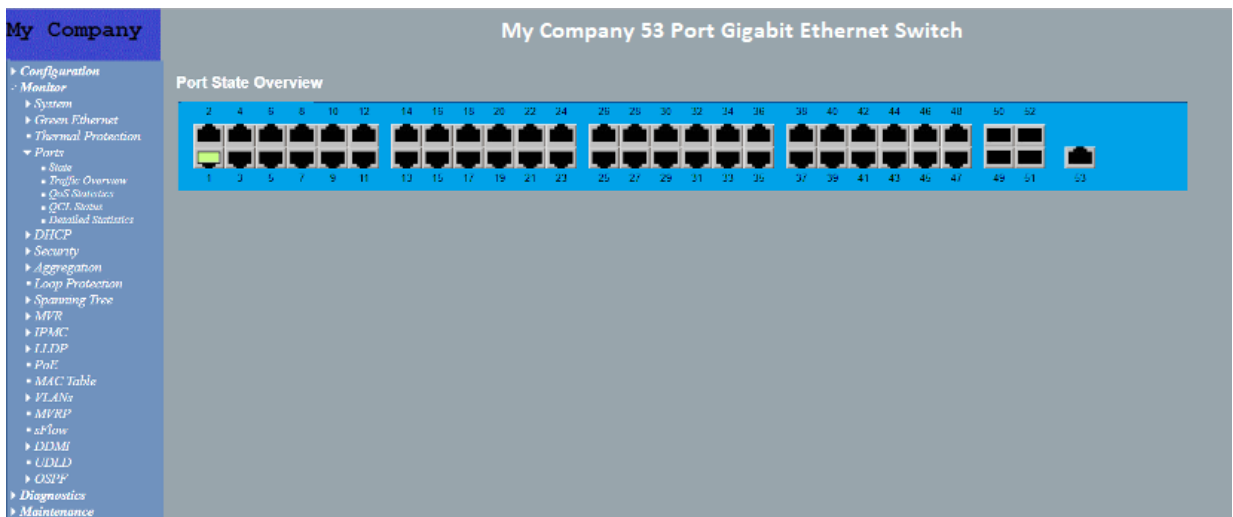 My Company
My Company 53 Port Gigabit Ethernet Switch
Configuration
Monitor
System
Green Ethernet
Thermal Protection
Ports
State
Traffic Overview
QoS Statistics
QCL Status
Detailed Statistics
DHCP
Security
Aggregation
Loop Protection
Spanning Tree
MVR
IPMC
LLDP
PoE
MAC Table
VLANs
MVRP
sFlow
DDMI
UDLD
OSPF
Diagnostics
Maintenance
Port State Overview
2 4 6 8 10 12 14 16 18 20 22 24 26 28 30 32 34 36 38 40 42 44 46 48 50 52
1 3 5 7 9 11 13 15 17 19 21 23 25 27 29 31 33 35 37 39 41 43 45 47 49 51 53